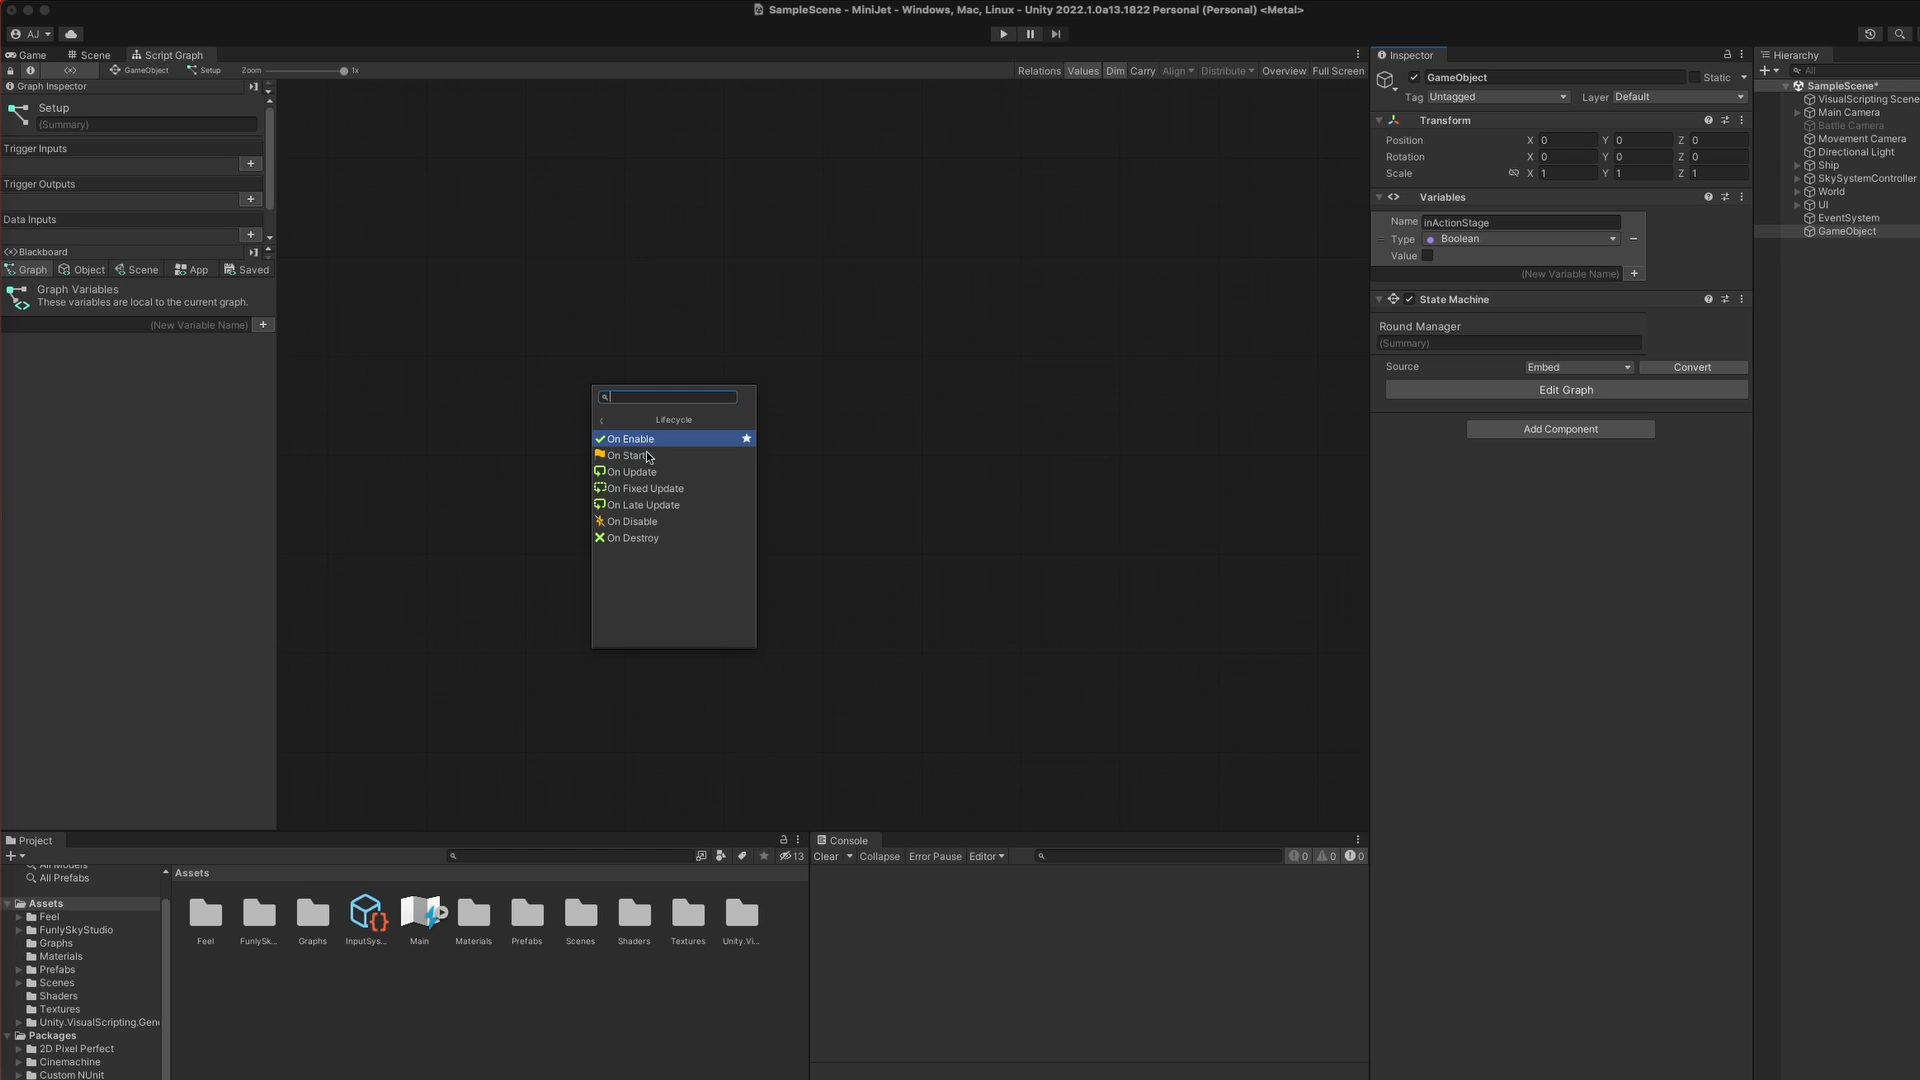 SampleScene - MiniJet - Windows, Mac, Linux - Unity 2022.1.0a13.1822 Personal (Personal) <Metal>
AJ
Game
Scene
Script Graph
GameObject
Setup
Zoom
1x
Relations
Values
Dim
Carry
Align
Distribute
Overview
Full Screen
Graph Inspector
Setup
(Summary)
Trigger Inputs
Trigger Outputs
Data Inputs
Blackboard
Graph
Object
Scene
App
Saved
Graph Variables
These variables are local to the current graph.
(New Variable Name)
Lifecycle
On Enable
On Start
On Update
On Fixed Update
On Late Update
On Disable
On Destroy
Inspector
GameObject
Static
Tag
Untagged
Layer
Default
Transform
Position
X 0 Y 0 Z 0
Rotation
X 0 Y 0 Z 0
Scale
X 1 Y 1 Z 1
Variables
Name
inActionStage
Type
Boolean
Value
(New Variable Name)
State Machine
Round Manager
(Summary)
Source
Embed
Convert
Edit Graph
Add Component
Hierarchy
All
SampleScene*
VisualScripting Scene
Main Camera
Battle Camera
Movement Camera
Directional Light
Ship
SkySystemController
World
UI
EventSystem
GameObject
Project
13
All Models
All Prefabs
Assets
Feel
FunlySkyStudio
Graphs
Materials
Prefabs
Scenes
Shaders
Textures
Unity.VisualScripting.Gene
Packages
2D Pixel Perfect
Cinemachine
Custom NUnit
Assets
Feel
FunlySk...
Graphs
InputSys...
Main
Materials
Prefabs
Scenes
Shaders
Textures
Unity.Vi...
Console
Clear
Collapse
Error Pause
Editor
0
0
0